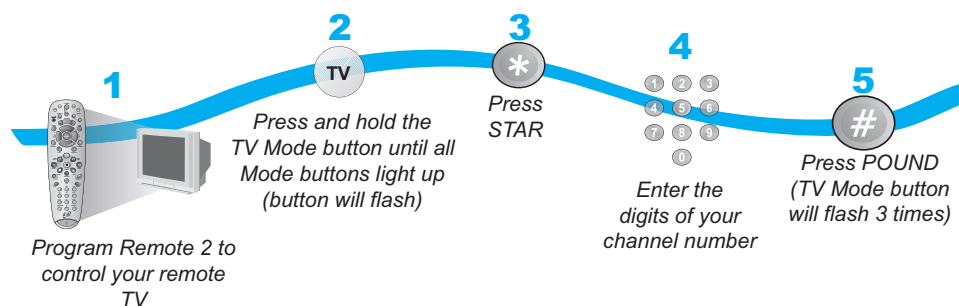 1
Program Remote 2 to
control your remote
TV
2
TV
Press and hold the
TV Mode button until all
Mode buttons light up
(button will flash)
3
*
Press
STAR
4
1 2 3
4 5 6
7 8 9
0
Enter the
digits of your
channel number
5
#
Press POUND
(TV Mode button
will flash 3 times)